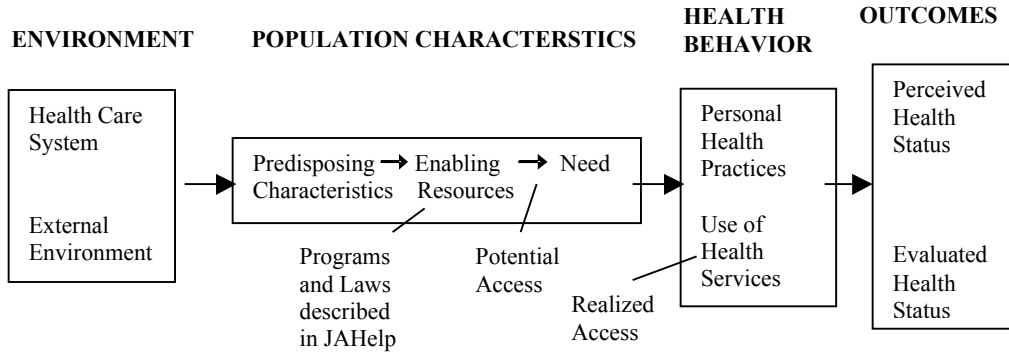 ENVIRONMENT
POPULATION CHARACTERSTICS
HEALTH
BEHAVIOR
OUTCOMES
Health Care
System
External
Environment
Predisposing
Characteristics
Enabling
Resources
Need
Programs
and Laws
described
in JAHelp
Potential
Access
Realized
Access
Personal
Health
Practices
Use of
Health
Services
Perceived
Health
Status
Evaluated
Health
Status